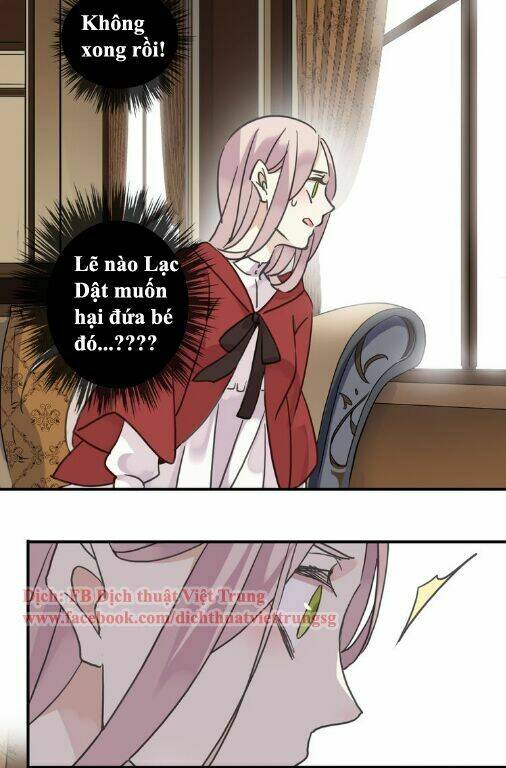 Không
xong rồi!
Lẽ nào Lạc
Dật muốn
hại đứa bé
đó...????
Dịch: FB Dịch thuật Việt Trung
www.facebook.com/dichthuatviettrungsg